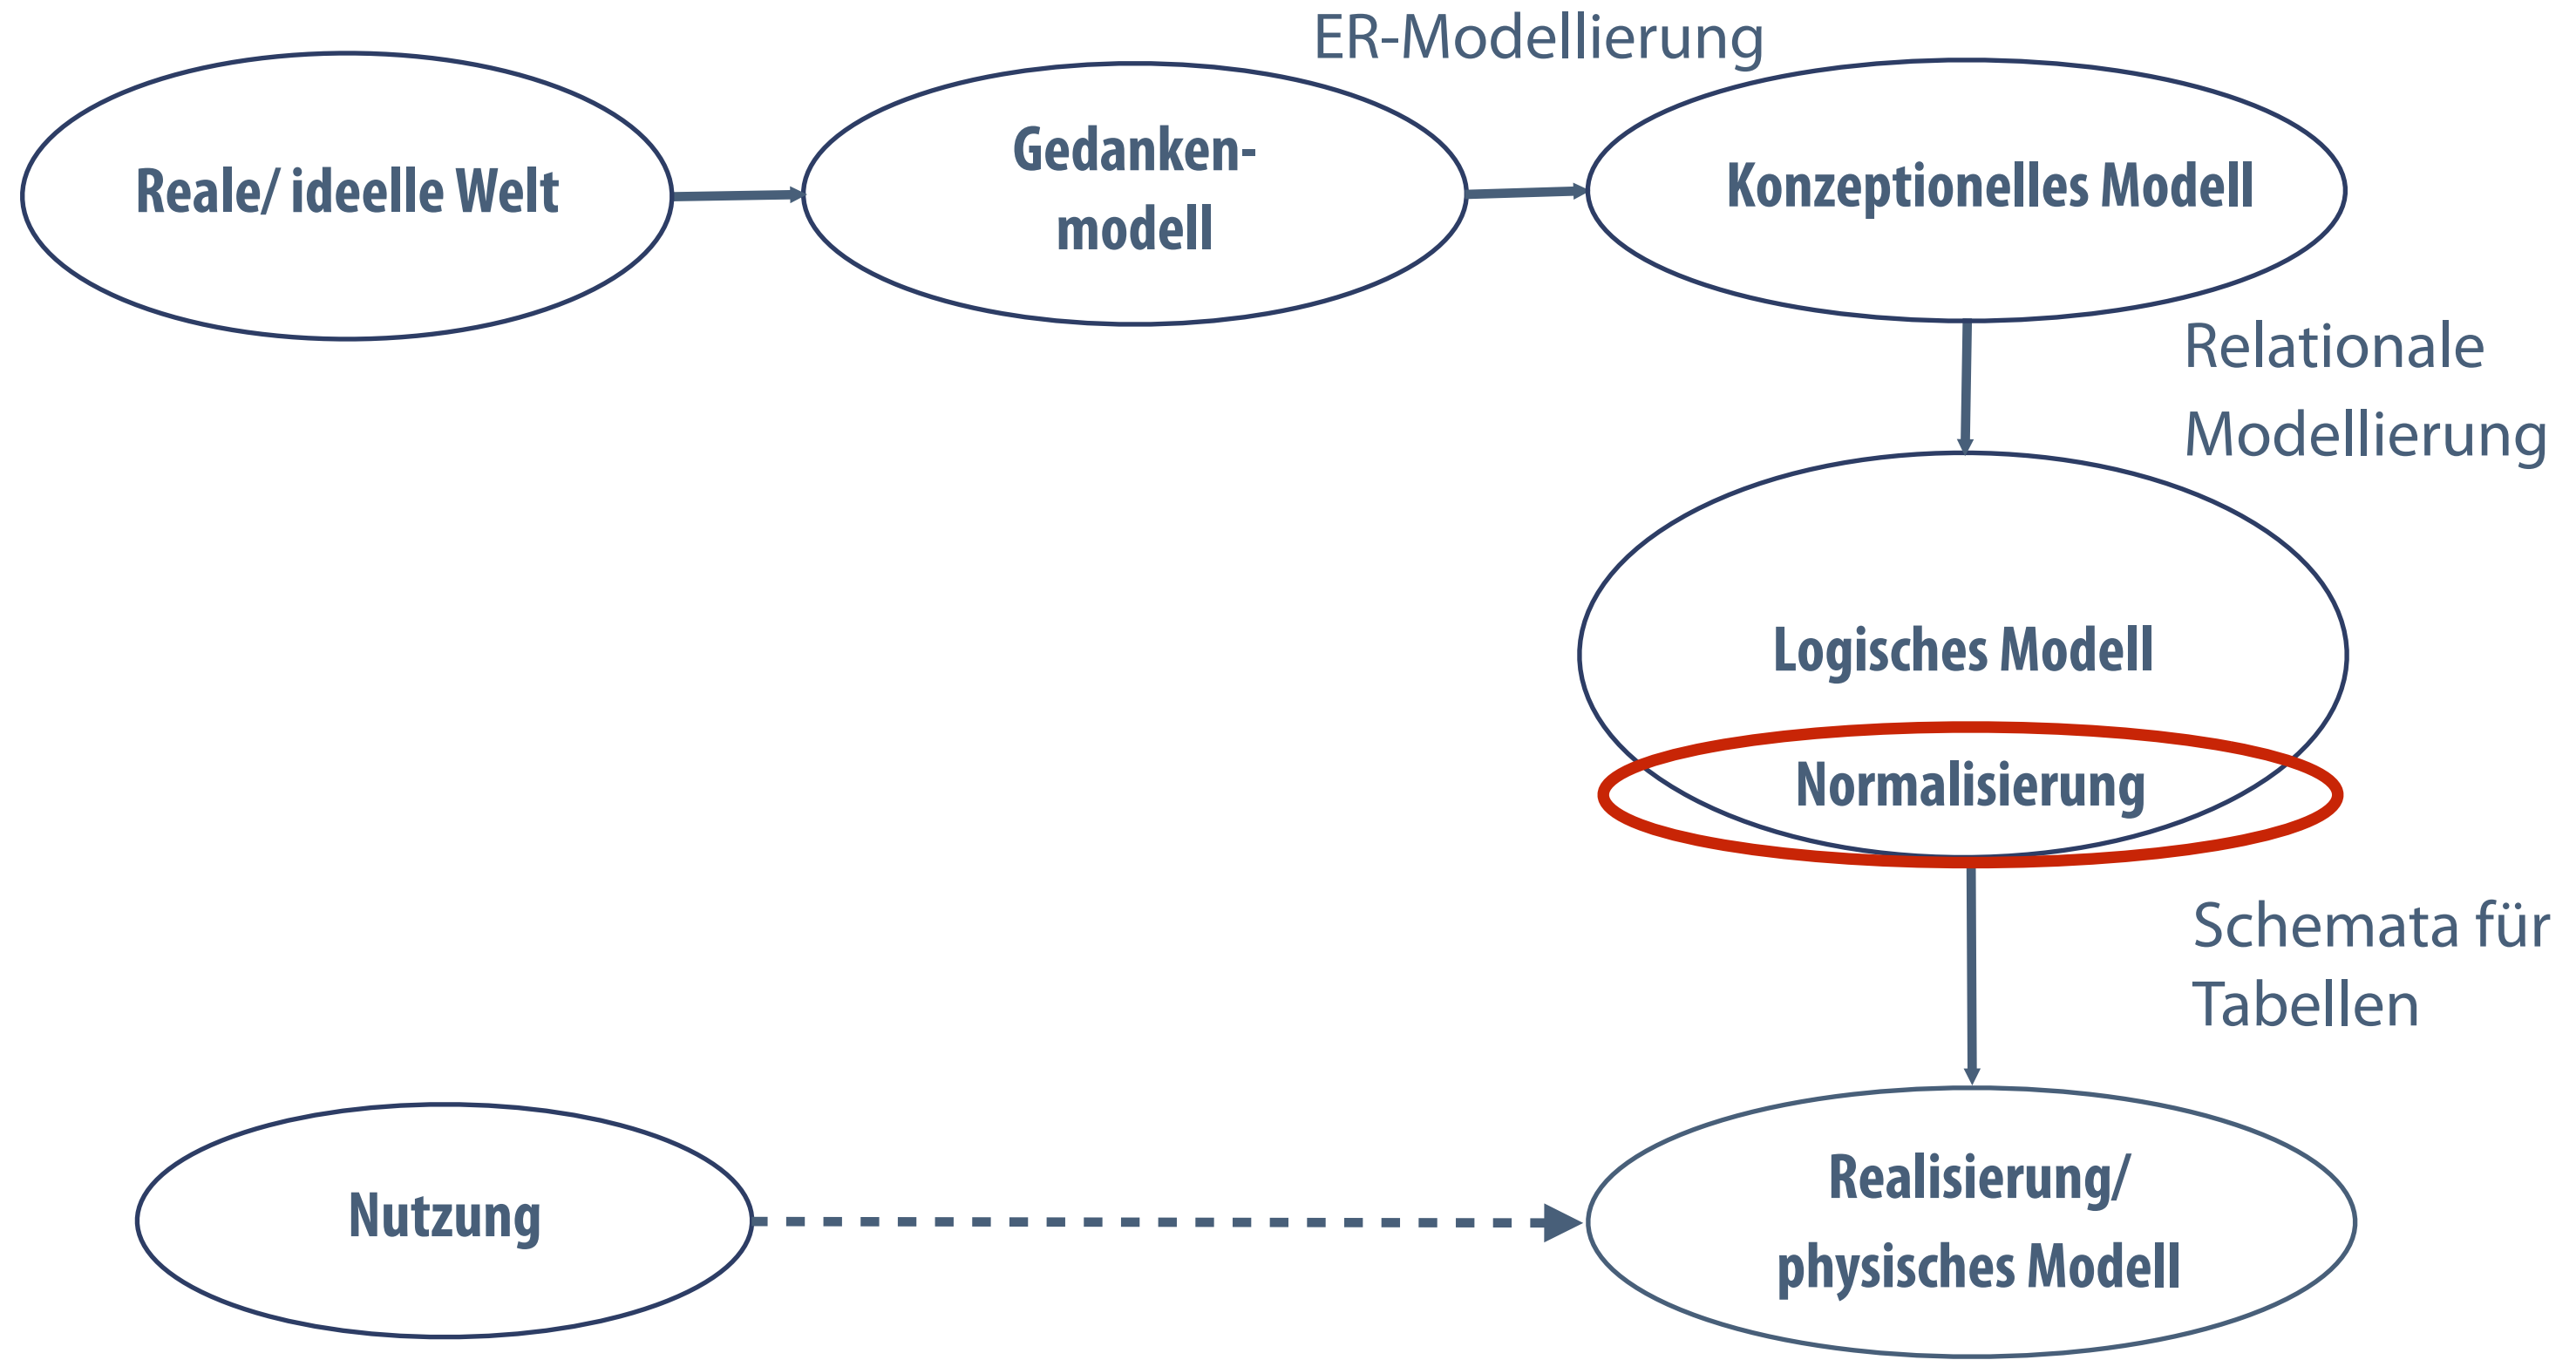 ER-Modellierung
Reale/ ideelle Welt
Gedanken-
modell
Konzeptionelles Modell
Relationale
Modellierung
Logisches Modell
Normalisierung
Schemata für
Tabellen
Nutzung
Realisierung/
physisches Modell